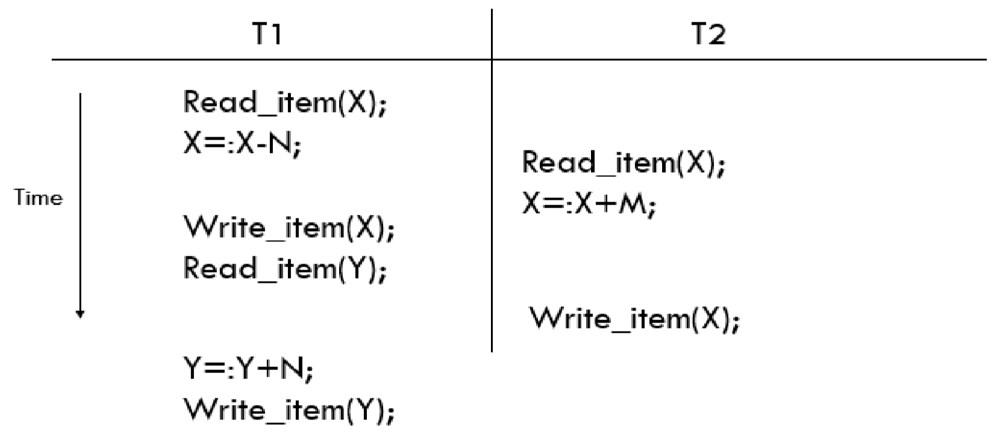 T1
T2
Read_item(X);
X=:X-N;
Read_item(X);
Time
X=:X+M;
Write_item(X);
Read_item(Y);
Write_item(X);
Y=:Y+N;
Write_item(Y);